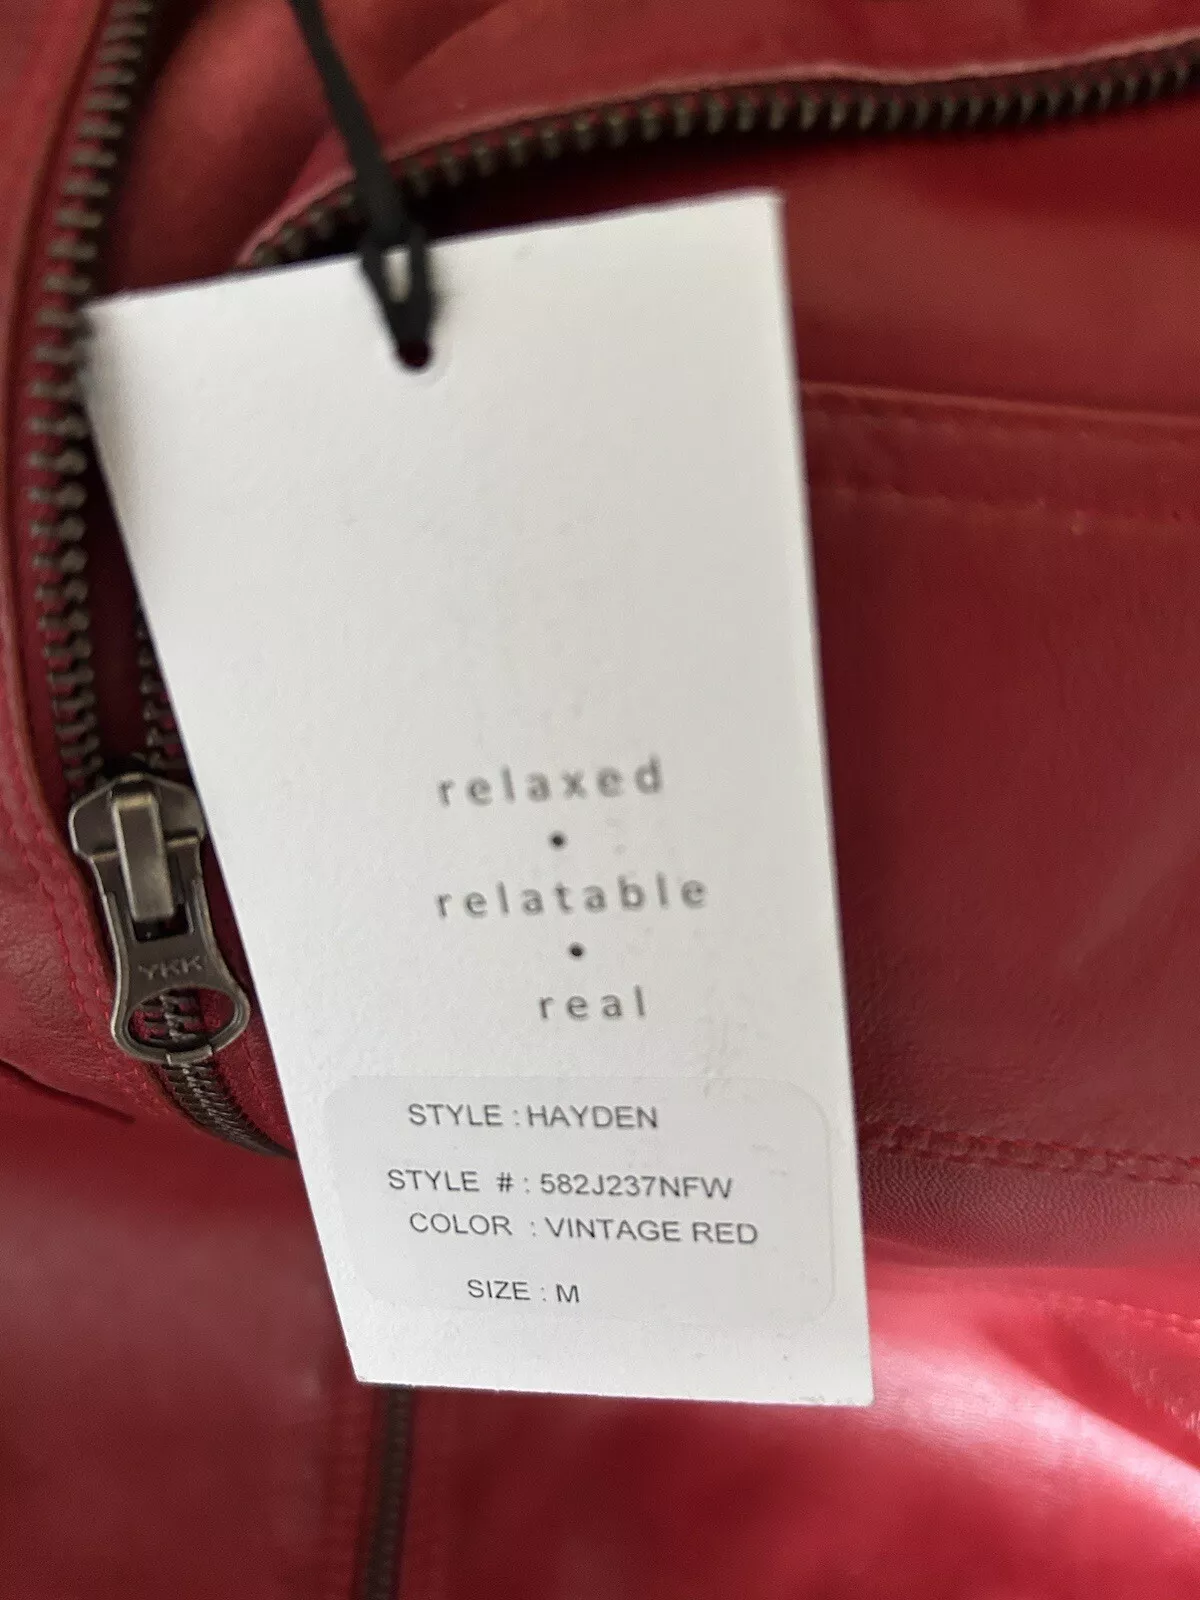 relaxed
•
relatable
•
real
STYLE : HAYDEN
STYLE # : 582J237NFW
COLOR : VINTAGE RED
SIZE : M
YKK